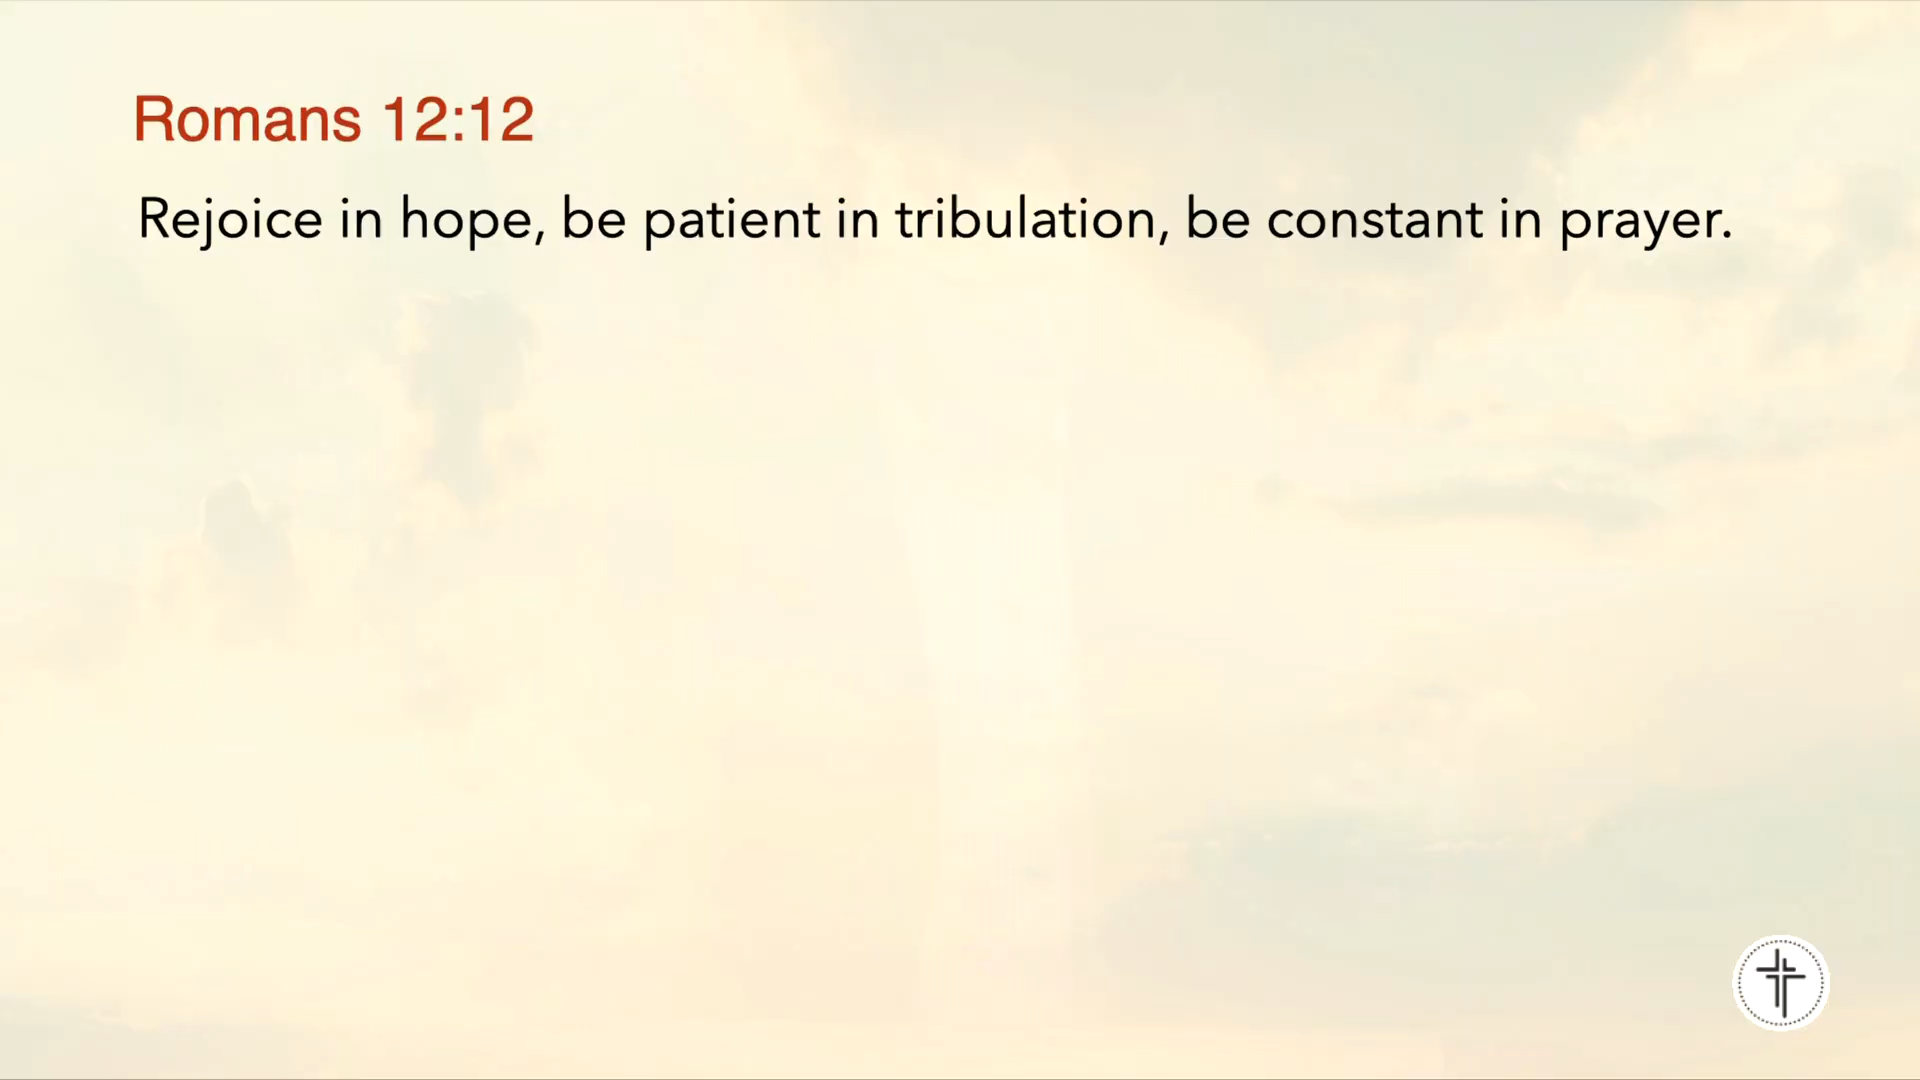 Romans 12:12
Rejoice in hope, be patient in tribulation, be constant in prayer.